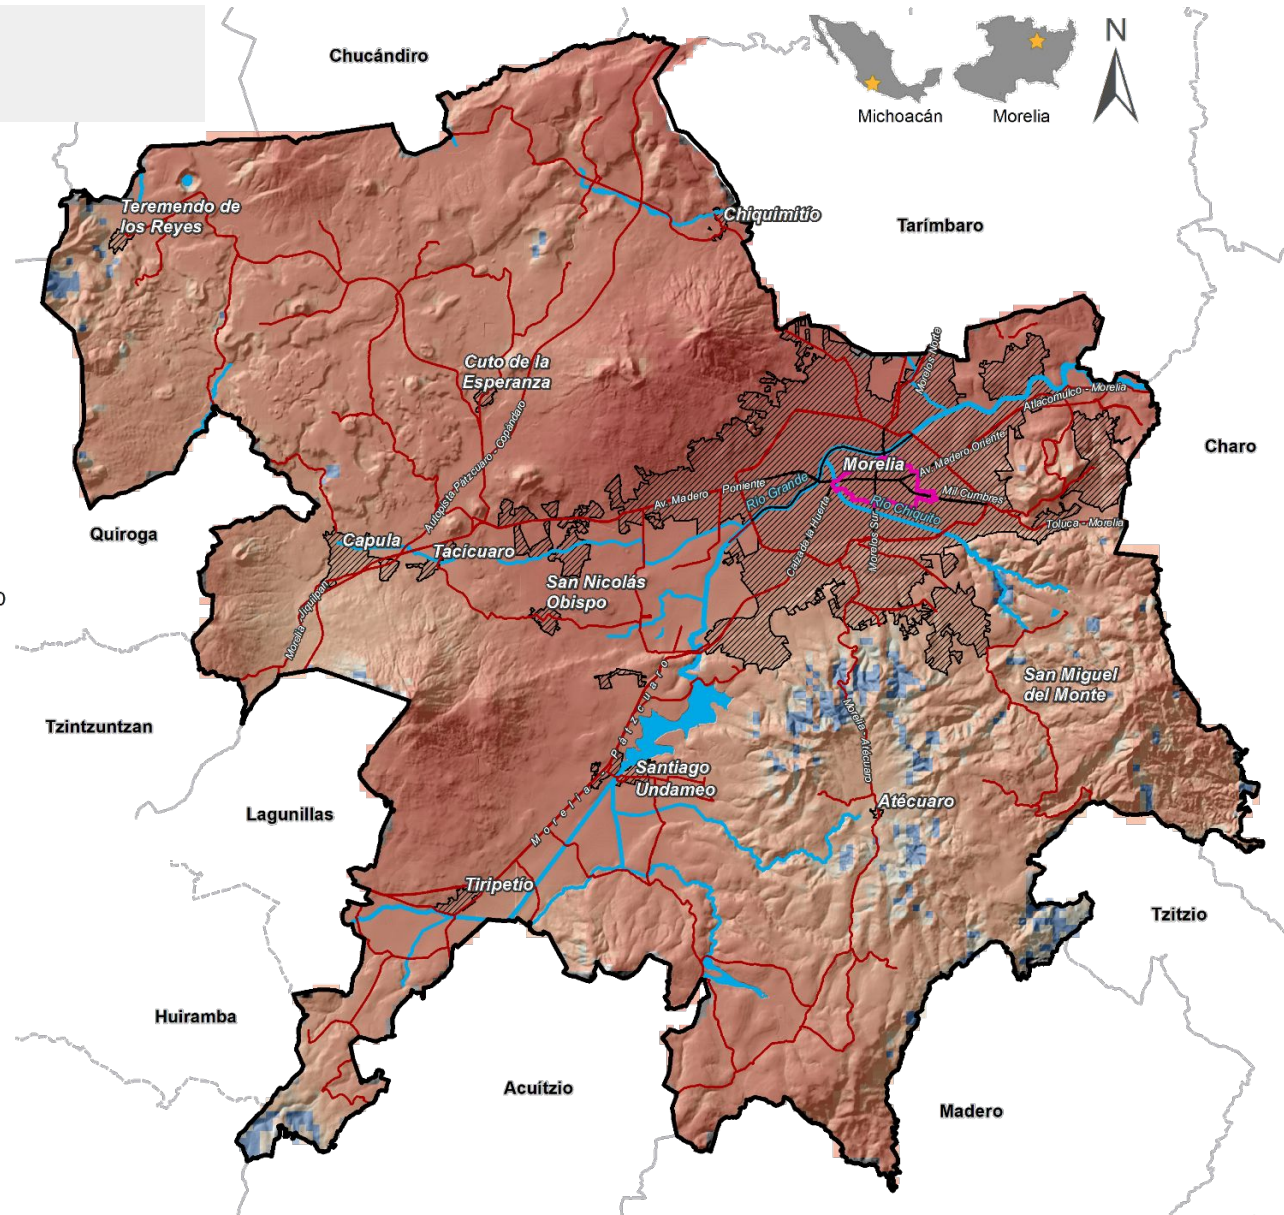 Chucándiro
N
Michoacán
Morelia
Teremendo de
los Reyes
Chiquimitío
Tarímbaro
Cuto de la
Esperanza
Morelos Norte
Atlacomulco - Morelia
Autopista Pátzcuaro - Copándaro
Charo
Morelia
Av. Madero Oriente
Av. Madero Poniente
Río Grande
Mil Cumbres
Río Chiquito
Toluca - Morelia
Calzada la Huerta
Morelos Sur
Quiroga
Capula
Tacícuaro
San Nicolás
Obispo
Morelia - Jiquilpan
0
San Miguel
del Monte
Tzintzuntzan
Morelia - Pátzcuaro
Morelia - Atécuaro
Santiago
Undameo
Atécuaro
Lagunillas
Tiripetío
Tzitzio
Huiramba
Acuítzio
Madero